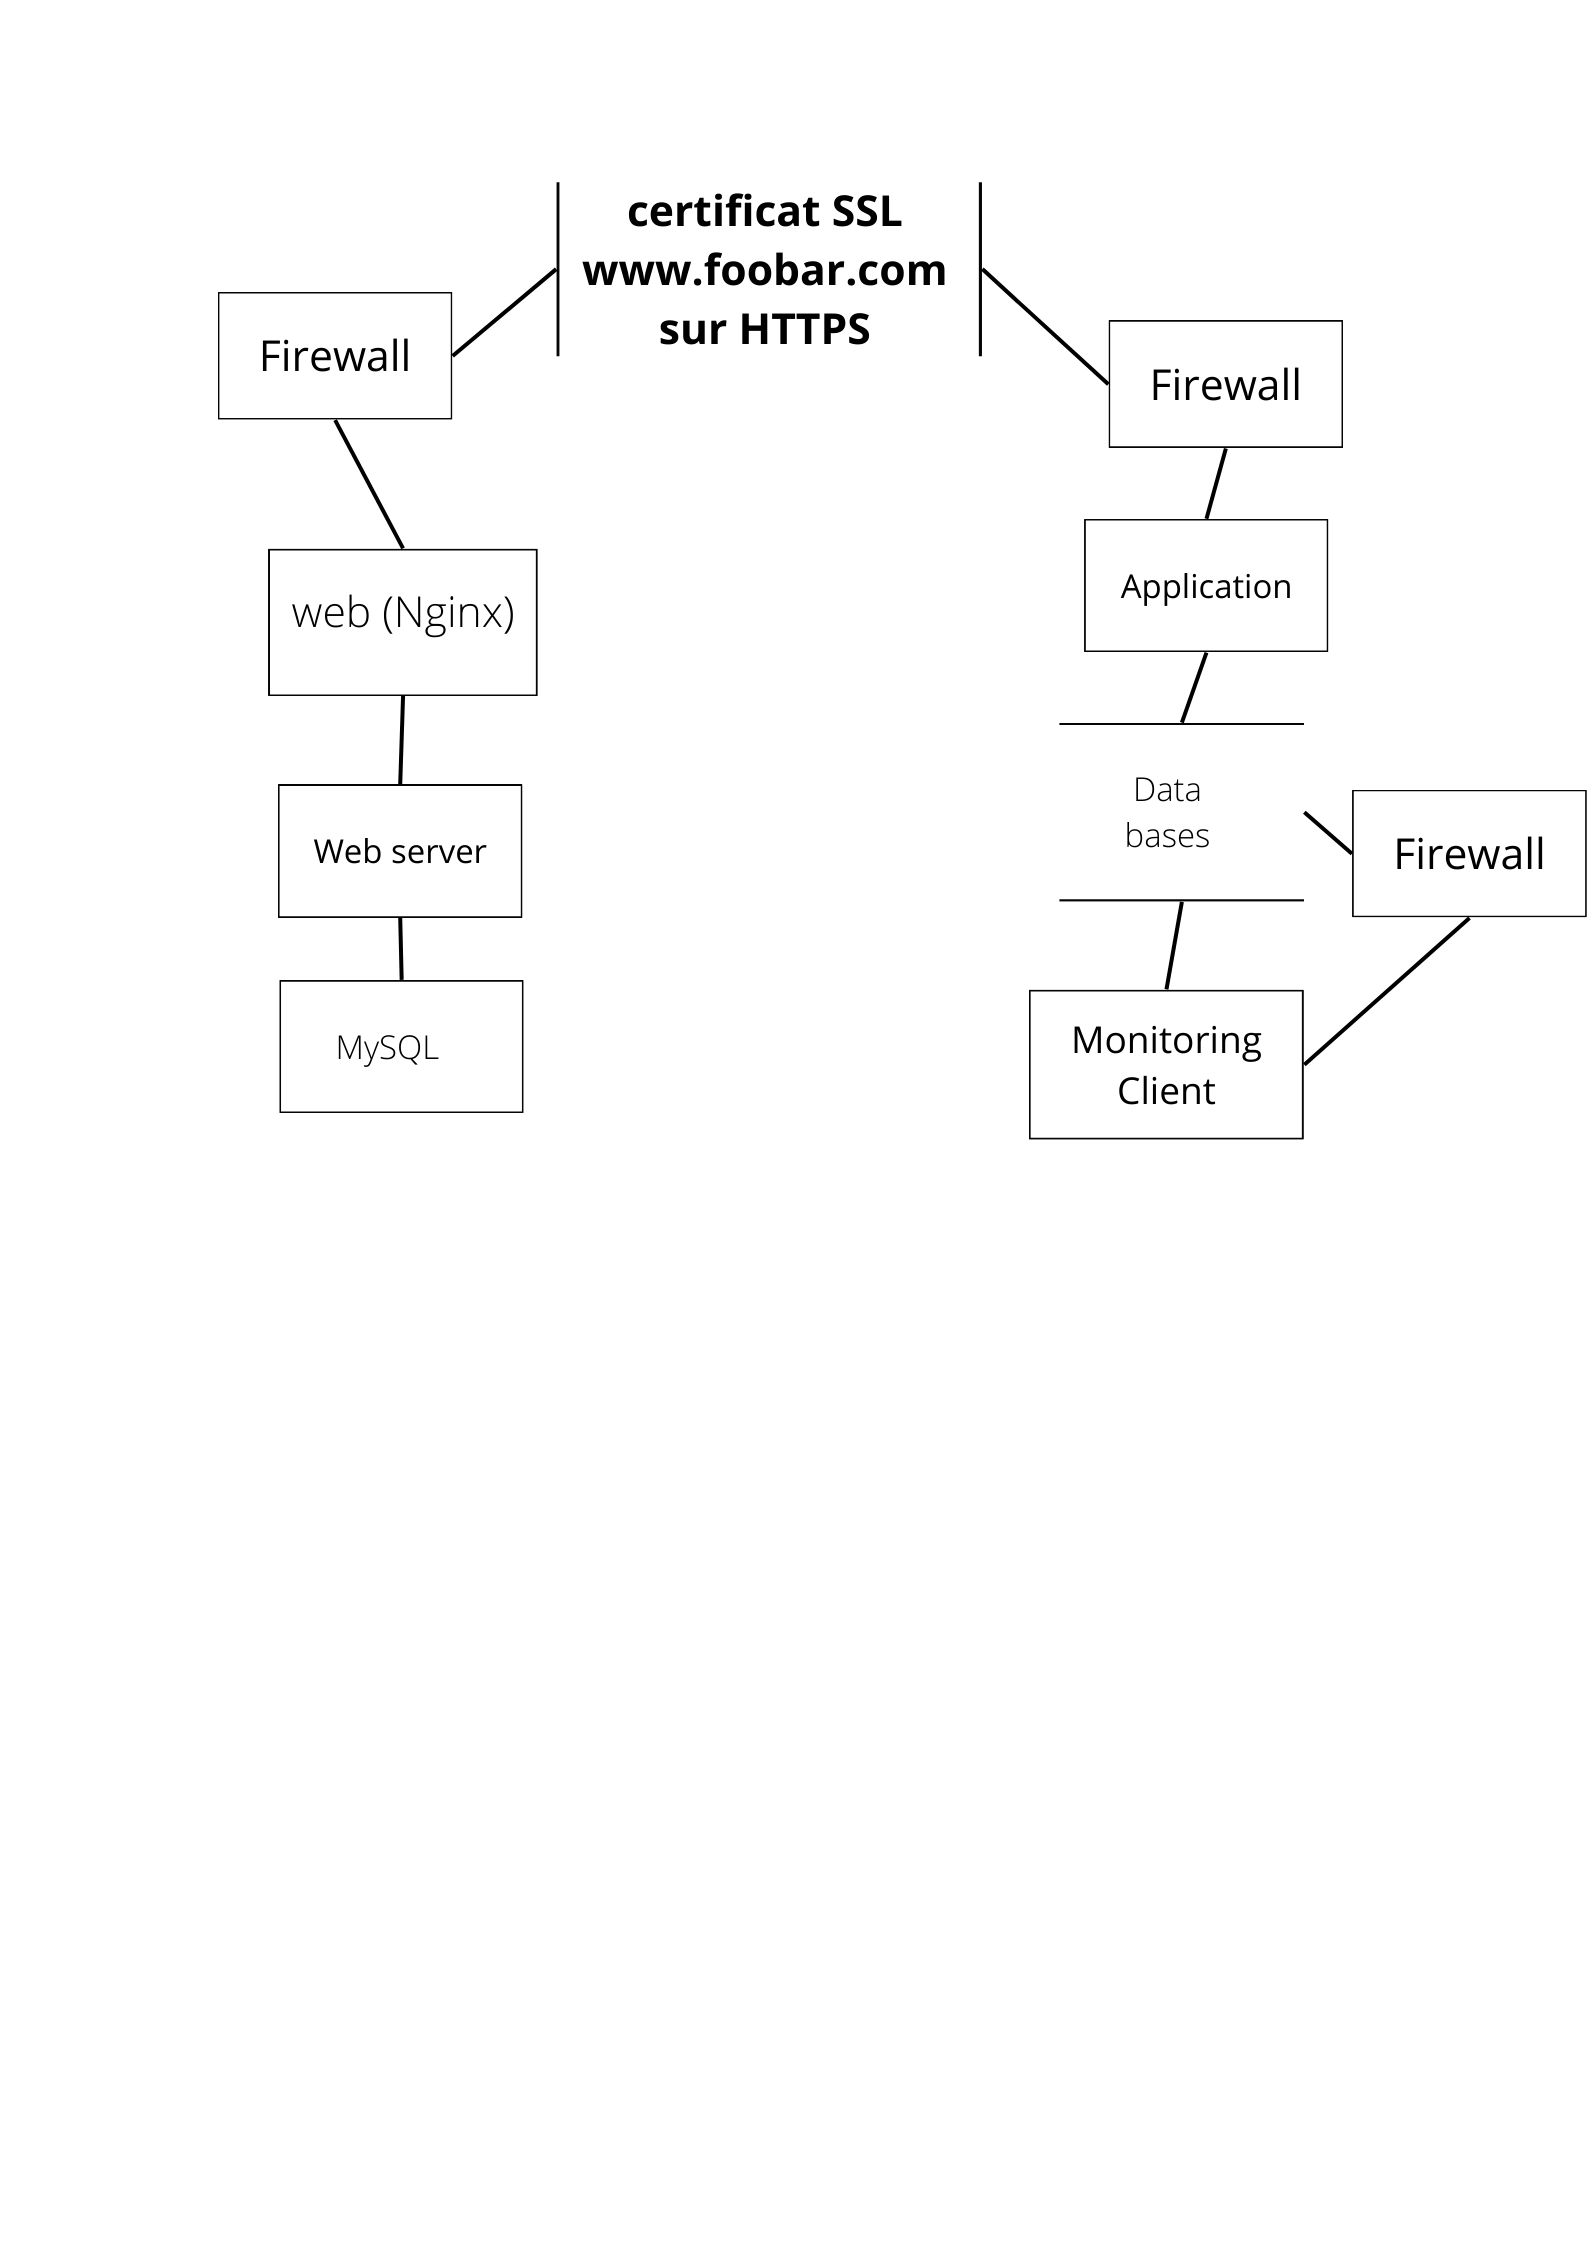 certificat SSL
www.foobar.com
sur HTTPS
Firewall
Firewall
web (Nginx)
Application
Data
bases
Web server
Firewall
MySQL
Monitoring
Client